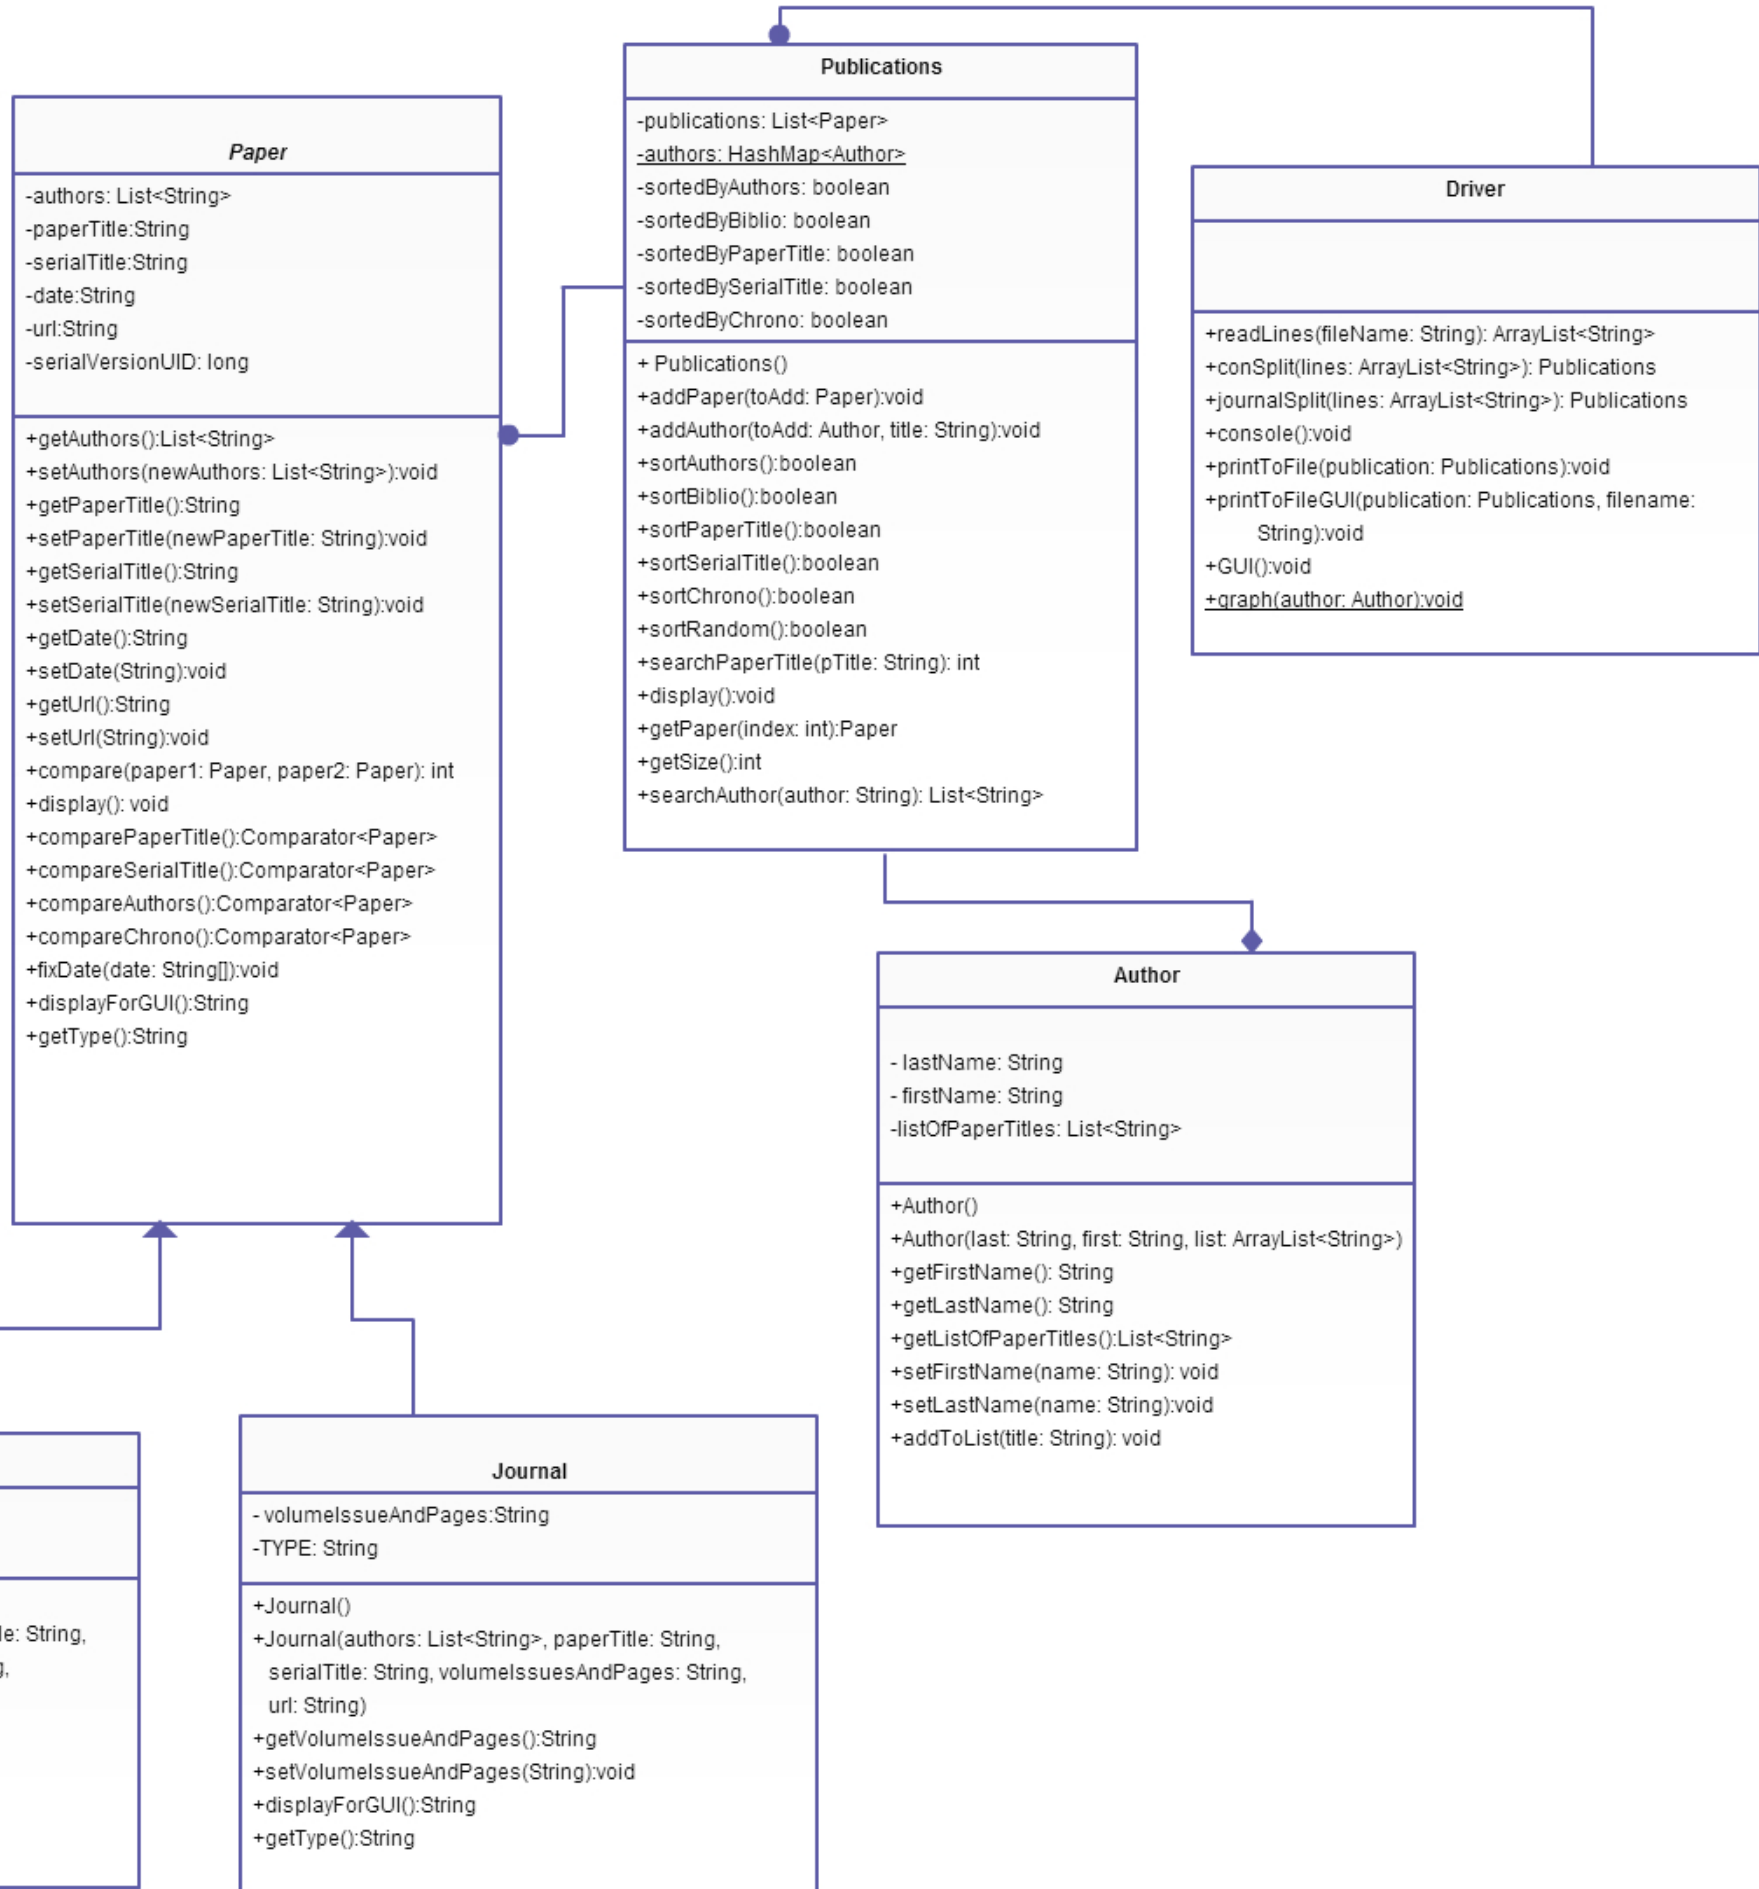 Paper
-authors: List<String>
-paperTitle:String
-serialTitle:String
-date:String
-url:String
-serialVersionUID: long
+getAuthors():List<String>
+setAuthors(newAuthors: List<String>):void
+getPaperTitle():String
+setPaperTitle(newPaperTitle: String):void
+getSerialTitle():String
+setSerialTitle(newSerialTitle: String):void
+getDate():String
+setDate(String):void
+getUrl():String
+setUrl(String):void
+compare(paper1: Paper, paper2: Paper): int
+display(): void
+comparePaperTitle():Comparator<Paper>
+compareSerialTitle():Comparator<Paper>
+compareAuthors():Comparator<Paper>
+compareChrono():Comparator<Paper>
+fixDate(date: String[]):void
+displayForGUI():String
+getType():String
Publications
-publications: List<Paper>
-authors: HashMap<Author>
-sortedByAuthors: boolean
-sortedByBiblio: boolean
-sortedByPaperTitle: boolean
-sortedBySerialTitle: boolean
-sortedByChrono: boolean
+ Publications()
+addPaper(toAdd: Paper):void
+addAuthor(toAdd: Author, title: String):void
+sortAuthors():boolean
+sortBiblio():boolean
+sortPaperTitle():boolean
+sortSerialTitle():boolean
+sortChrono():boolean
+sortRandom():boolean
+searchPaperTitle(pTitle: String): int
+display():void
+getPaper(index: int):Paper
+getSize():int
+searchAuthor(author: String): List<String>
Driver
+readLines(fileName: String): ArrayList<String>
+conSplit(lines: ArrayList<String>): Publications
+journalSplit(lines: ArrayList<String>): Publications
+console():void
+printToFile(publication: Publications):void
+printToFileGUI(publication: Publications, filename:
String):void
+GUI():void
+graph(author: Author):void
Author
- lastName: String
- firstName: String
-listOfPaperTitles: List<String>
+Author()
+Author(last: String, first: String, list: ArrayList<String>)
+getFirstName(): String
+getLastName(): String
+getListOfPaperTitles():List<String>
+setFirstName(name: String): void
+setLastName(name: String):void
+addToList(title: String): void
le: String,
g,
Journal
- volumeIssueAndPages:String
-TYPE: String
+Journal()
+Journal(authors: List<String>, paperTitle: String,
serialTitle: String, volumeIssuesAndPages: String,
url: String)
+getVolumeIssueAndPages():String
+setVolumeIssueAndPages(String):void
+displayForGUI():String
+getType():String